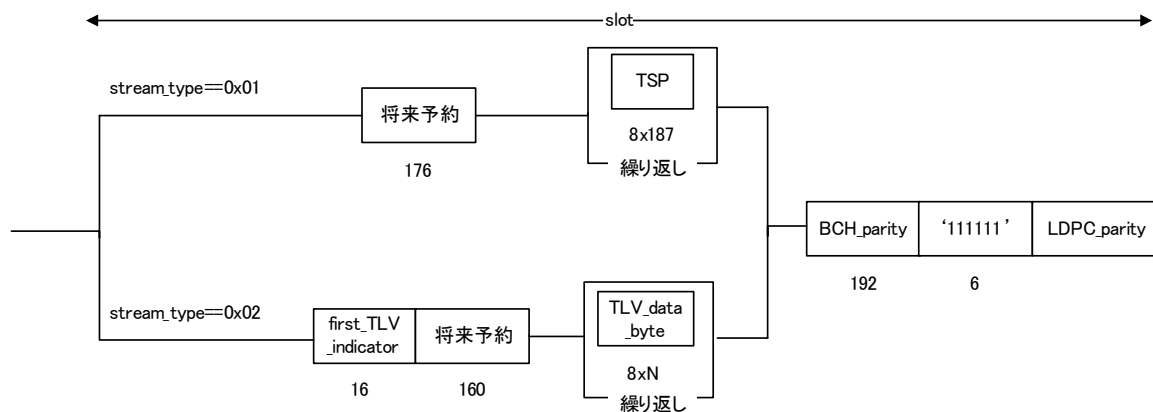 slot
stream_type==0x01
将来予約
176
TSP
8x187
繰り返し
stream_type==0x02
first_TLV
_indicator
16
将来予約
160
TLV_data
_byte
8xN
繰り返し
BCH_parity
192
‘111111’
6
LDPC_parity